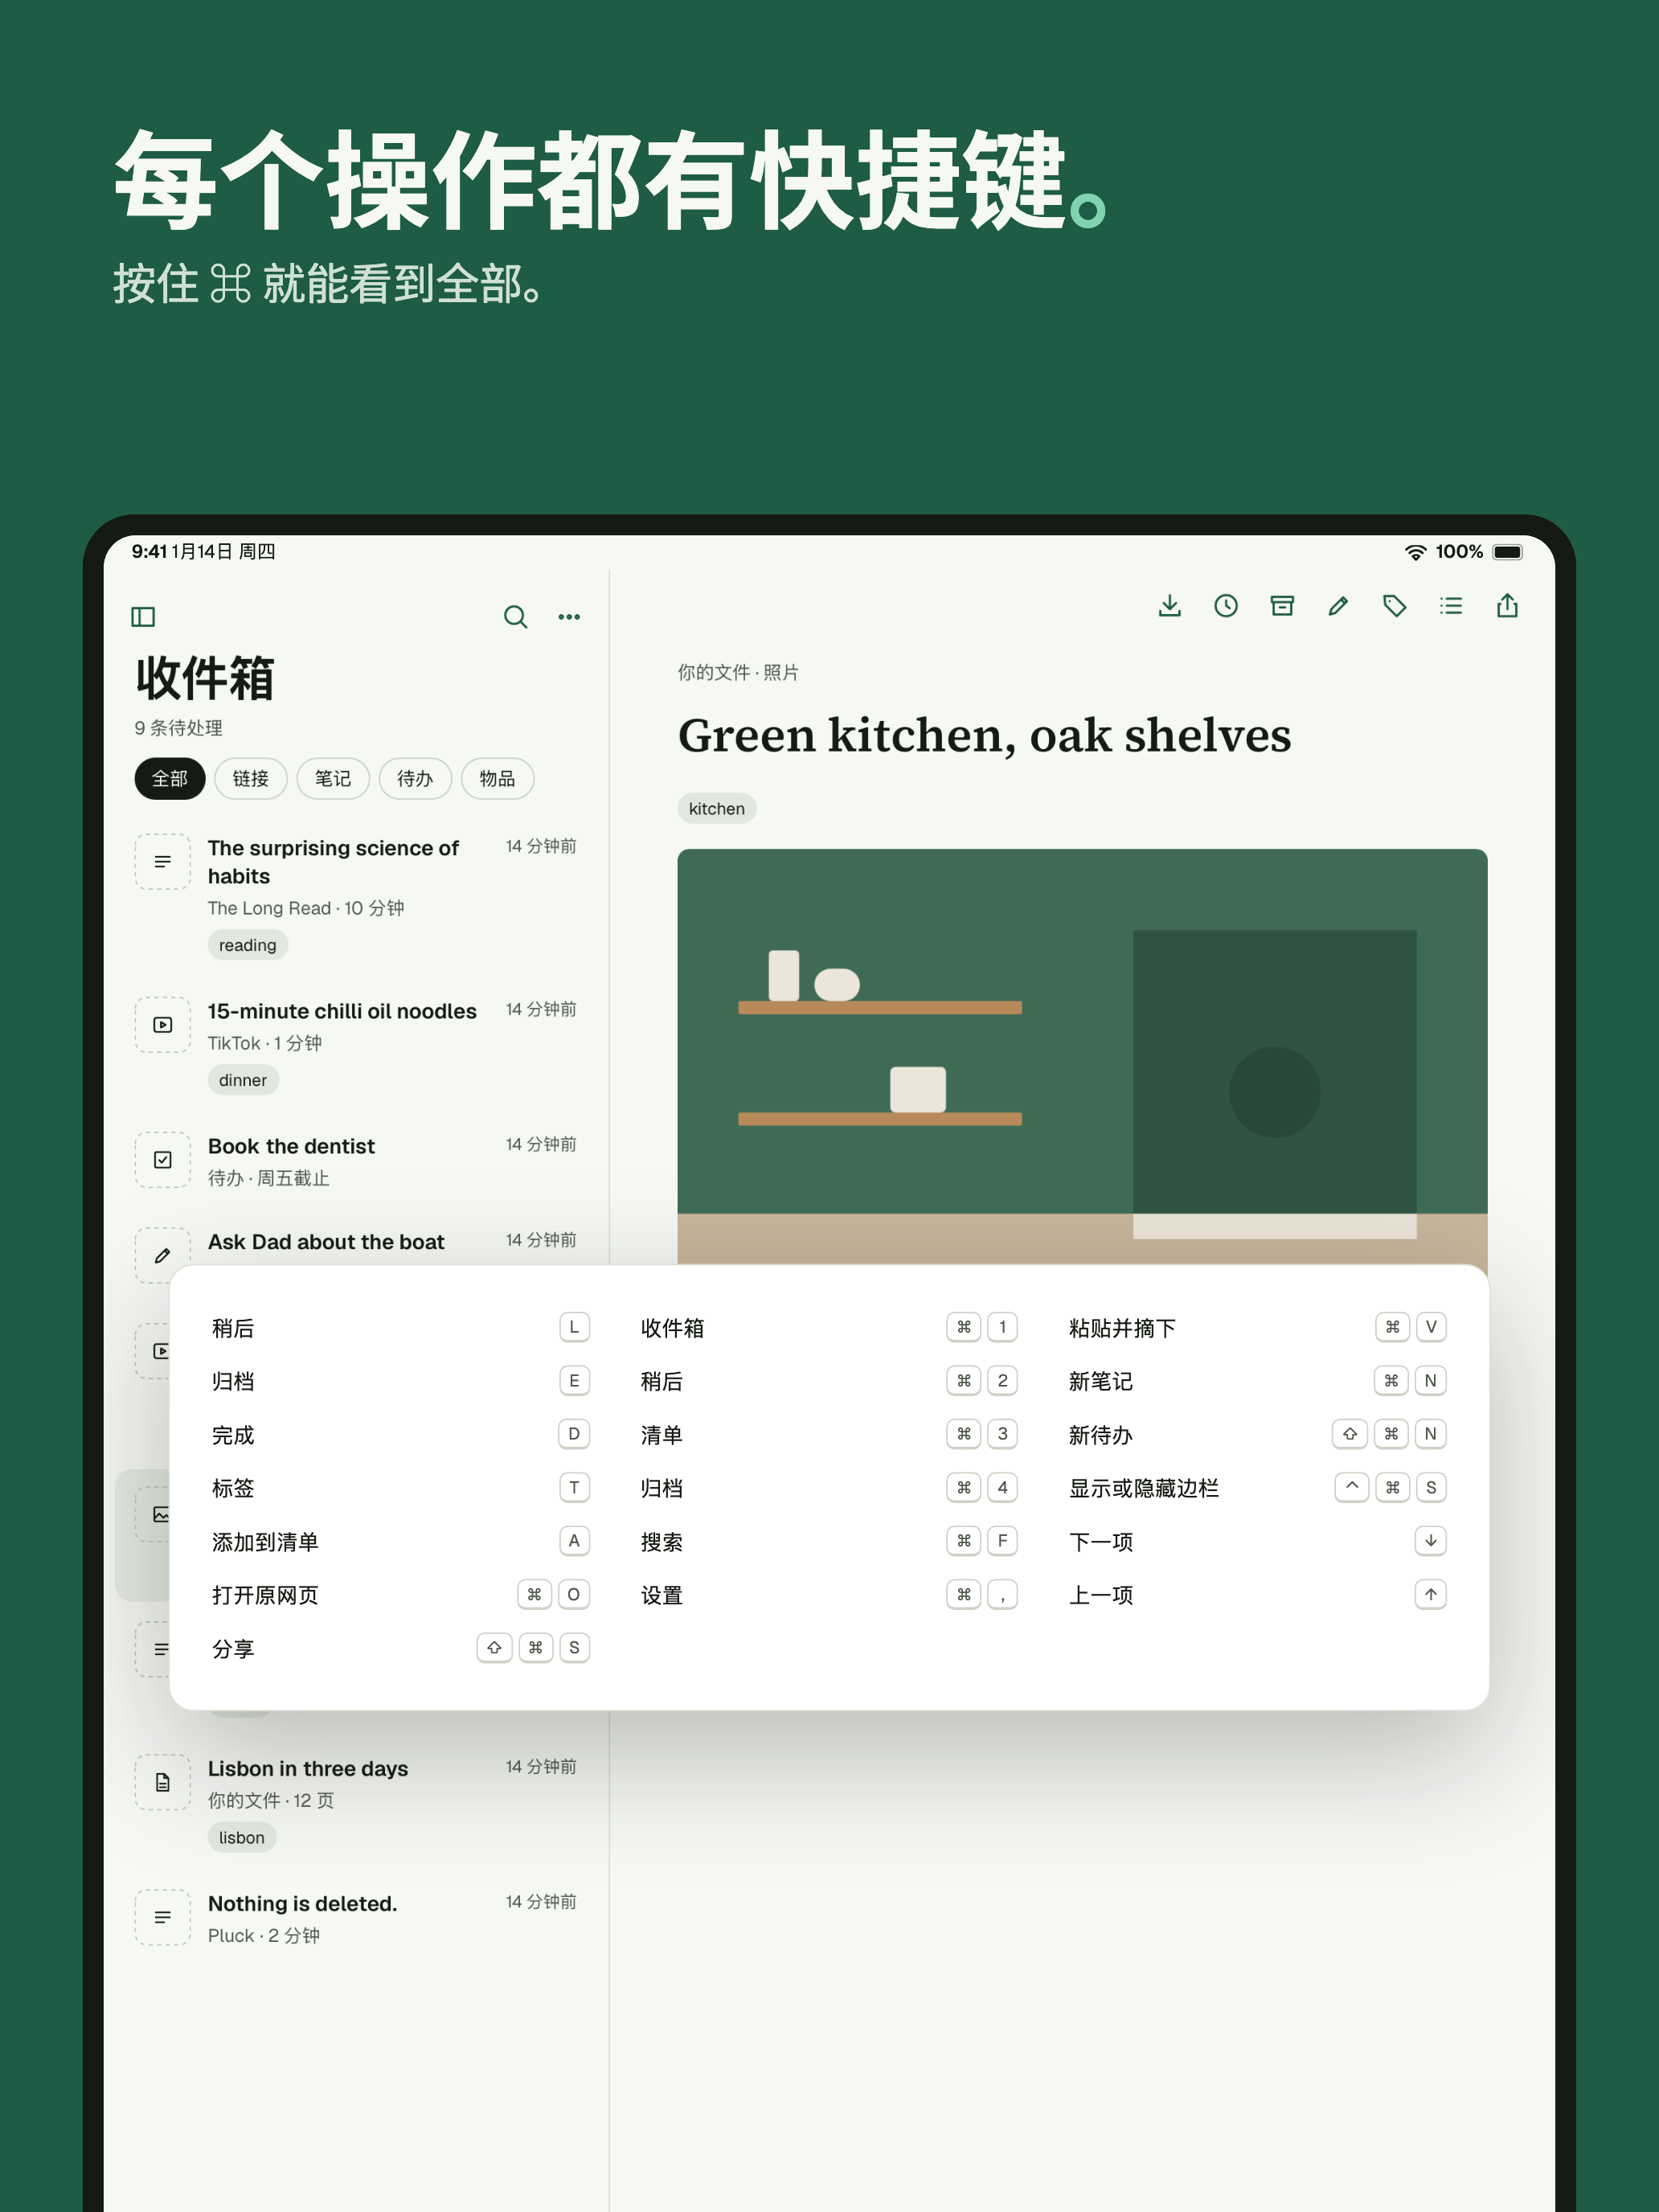 每个操作都有快捷键。
按住 ⌘ 就能看到全部。
9:41 1月14日 周四
100%
收件箱
9 条待处理
全部 链接 笔记 待办 物品
The surprising science of
habits
14 分钟前
The Long Read · 10 分钟
reading
15-minute chilli oil noodles
14 分钟前
TikTok · 1 分钟
dinner
Book the dentist
14 分钟前
待办 · 周五截止
Ask Dad about the boat
14 分钟前
你的文件 · 照片
Green kitchen, oak shelves
kitchen
稍后 L
归档 E
完成 D
标签 T
添加到清单 A
打开原网页 ⌘ O
分享 ⇧ ⌘ S
收件箱 ⌘ 1
稍后 ⌘ 2
清单 ⌘ 3
归档 ⌘ 4
搜索 ⌘ F
设置 ⌘ ,
粘贴并摘下 ⌘ V
新笔记 ⌘ N
新待办 ⇧ ⌘ N
显示或隐藏边栏 ⌃ ⌘ S
下一项 ↓
上一项 ↑
Lisbon in three days
14 分钟前
你的文件 · 12 页
lisbon
Nothing is deleted.
14 分钟前
Pluck · 2 分钟